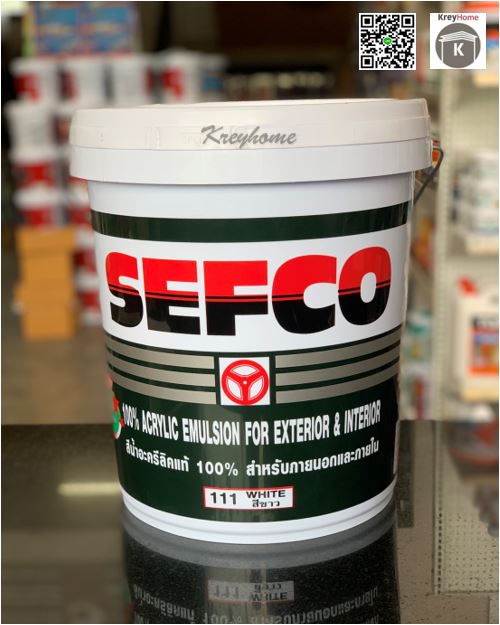 KreyHome
K
Kreyhome
SEFCO
100% ACRYLIC EMULSION FOR EXTERIOR & INTERIOR
สีน้ำอะครีลิคแท้ 100% สำหรับภายนอกและภายใน
111 WHITE
สีขาว